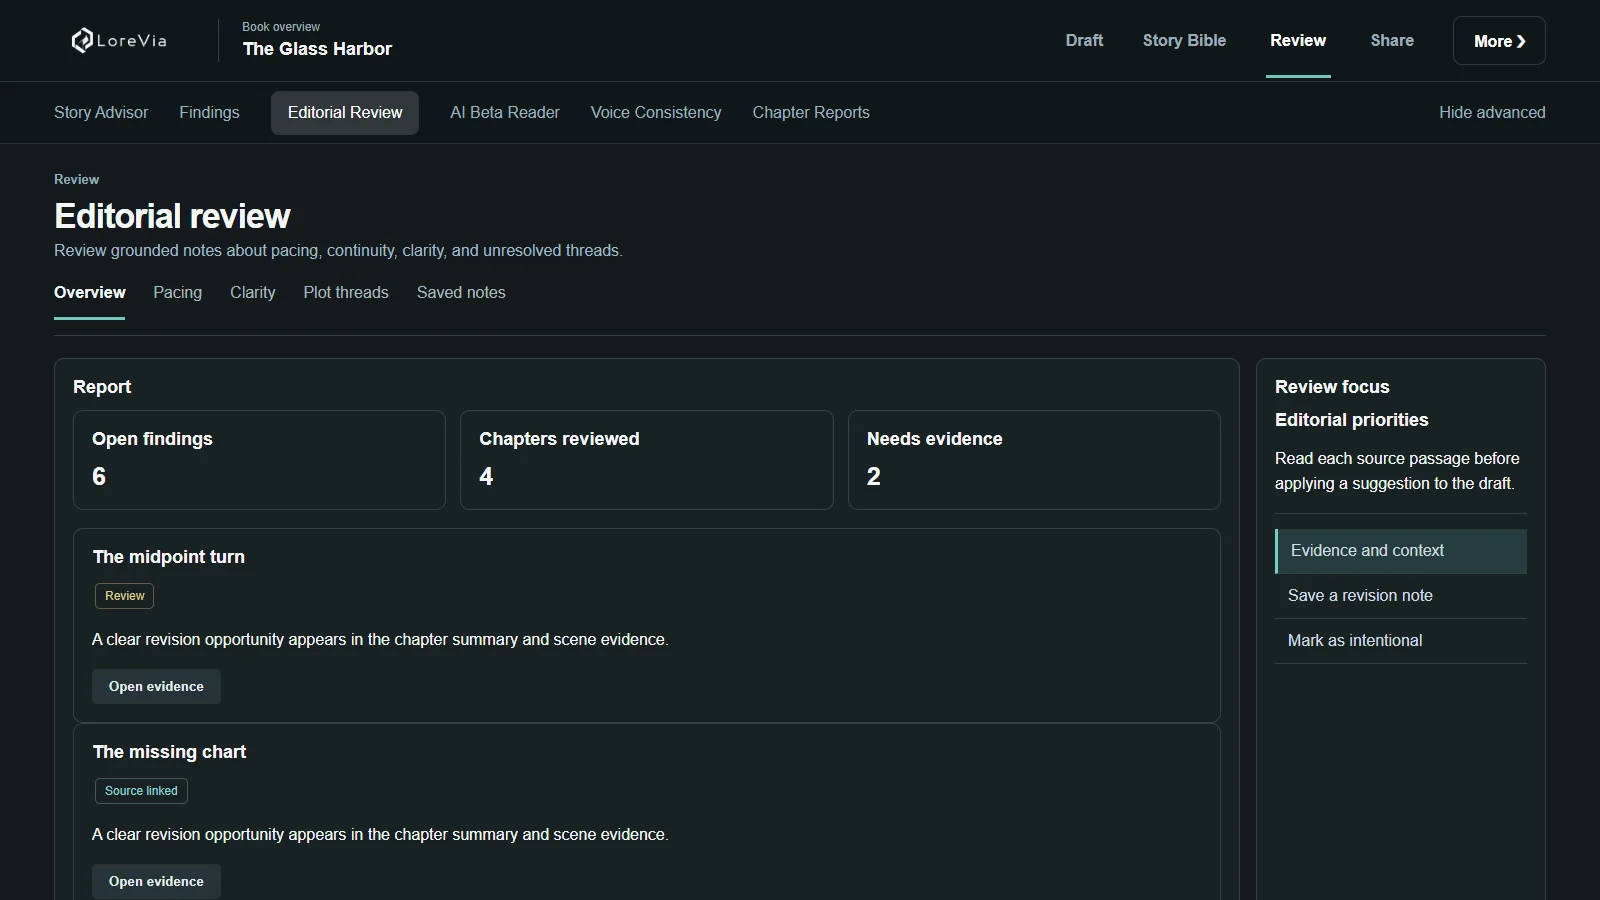 LoreVia
Book overview
The Glass Harbor
Draft
Story Bible
Review
Share
More ❯
Story Advisor
Findings
Editorial Review
AI Beta Reader
Voice Consistency
Chapter Reports
Hide advanced
Review
Editorial review
Review grounded notes about pacing, continuity, clarity, and unresolved threads.
Overview
Pacing
Clarity
Plot threads
Saved notes
Report
Open findings
6
Chapters reviewed
4
Needs evidence
2
The midpoint turn
Review
A clear revision opportunity appears in the chapter summary and scene evidence.
Open evidence
The missing chart
Source linked
A clear revision opportunity appears in the chapter summary and scene evidence.
Open evidence
Review focus
Editorial priorities
Read each source passage before
applying a suggestion to the draft.
Evidence and context
Save a revision note
Mark as intentional